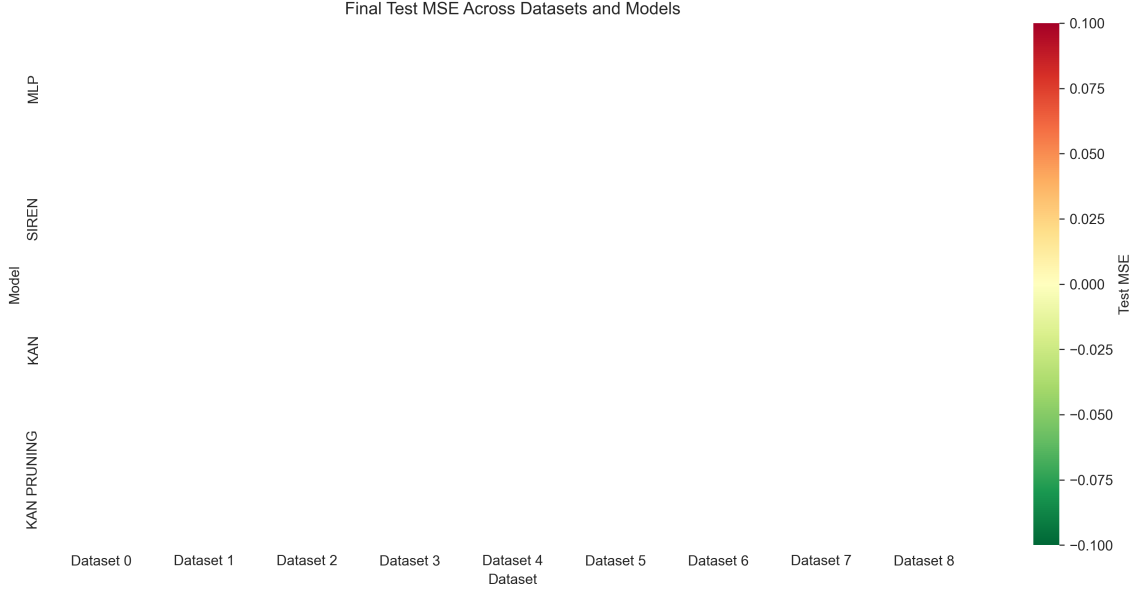 Final Test MSE Across Datasets and Models
Model
MLP
SIREN
KAN
KAN PRUNING
Dataset 0
Dataset 1
Dataset 2
Dataset 3
Dataset 4
Dataset 5
Dataset 6
Dataset 7
Dataset 8
Dataset
0.100
0.075
0.050
0.025
0.000
−0.025
−0.050
−0.075
−0.100
Test MSE